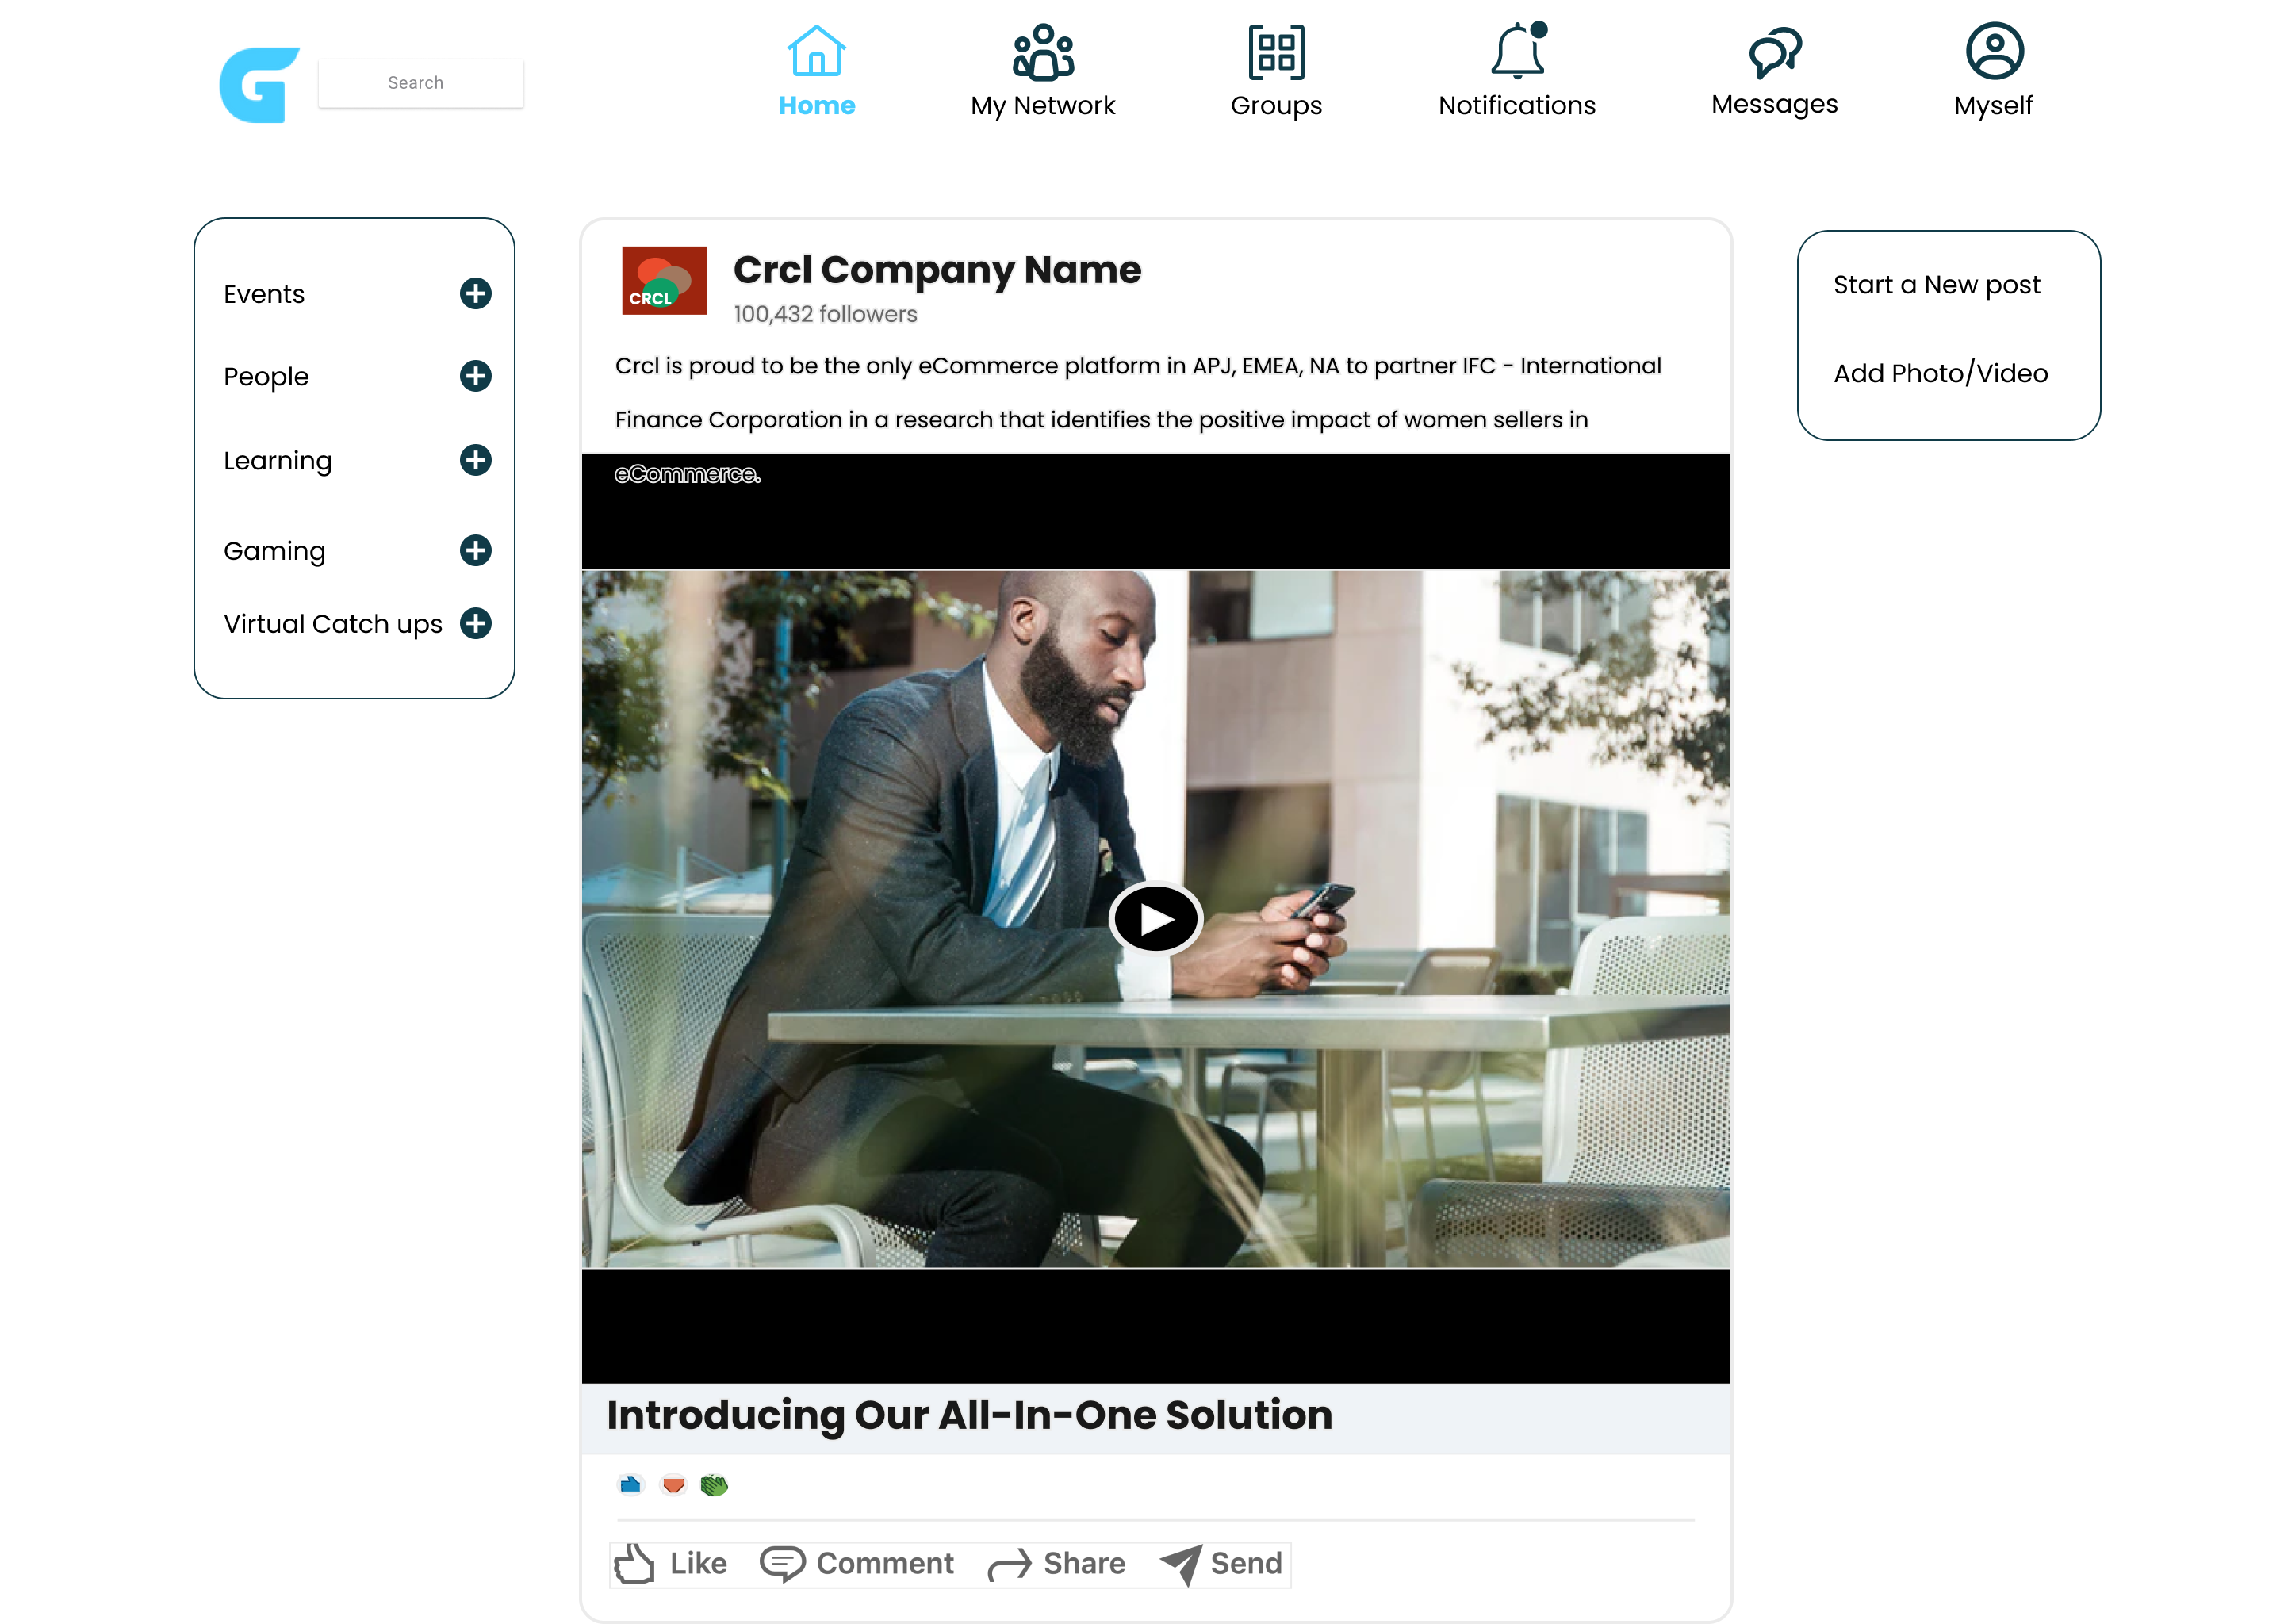 Search
Home
My Network
Groups
Notifications
Messages
Myself
Events
People
Learning
Gaming
Virtual Catch ups
CRCL
Crcl Company Name
100,432 followers
Crcl is proud to be the only eCommerce platform in APJ, EMEA, NA to partner IFC - International
Finance Corporation in a research that identifies the positive impact of women sellers in
eCommerce.
Introducing Our All-In-One Solution
Like
Comment
Share
Send
Start a New post
Add Photo/Video